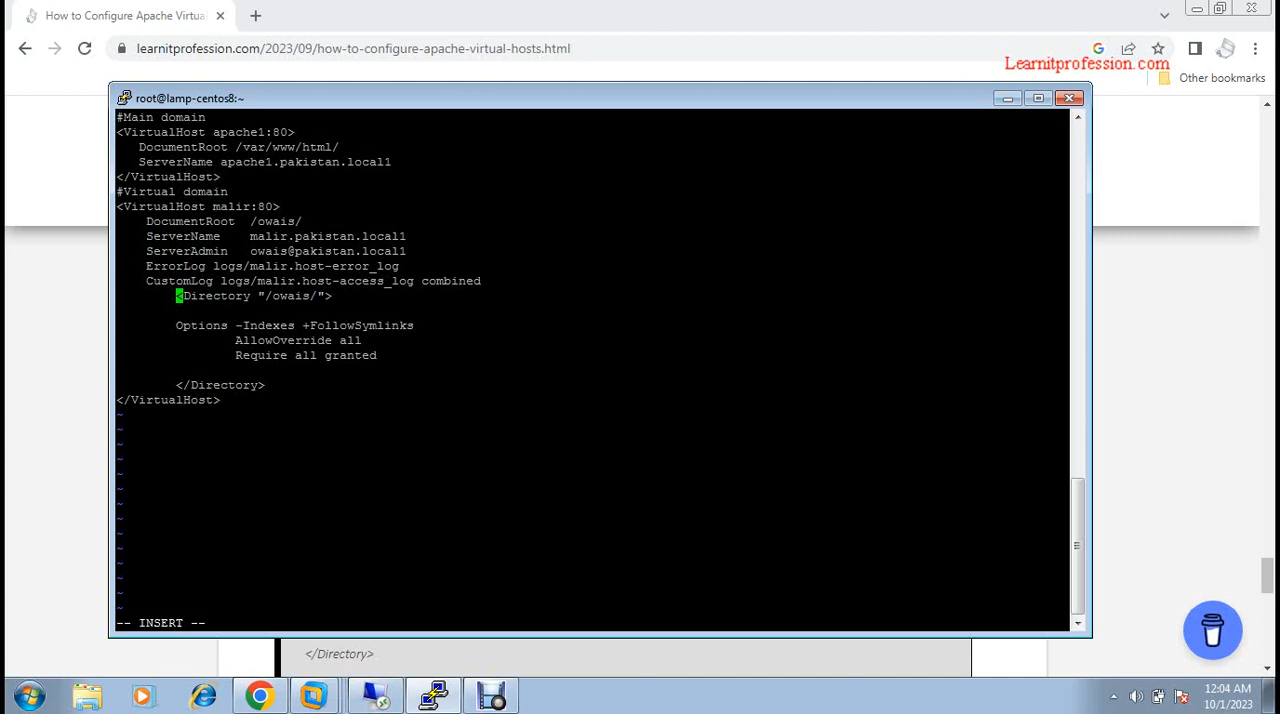 How to Configure Apache Virtua
learnitprofession.com/2023/09/how-to-configure-apache-virtual-hosts.html
Learnitprofession.com
Other bookmarks
root@lamp-centos8:~
#Main domain
<VirtualHost apache1:80>
DocumentRoot /var/www/html/
ServerName apache1.pakistan.local1
</VirtualHost>
#Virtual domain
<VirtualHost malir:80>
DocumentRoot /owais/
ServerName malir.pakistan.local1
ServerAdmin owais@pakistan.local1
ErrorLog logs/malir.host-error_log
CustomLog logs/malir.host-access_log combined
<Directory "/owais/">
Options -Indexes +FollowSymlinks
AllowOverride all
Require all granted
</Directory>
</VirtualHost>
~
~
~
~
~
~
~
~
~
~
~
~
~
~
-- INSERT --
</Directory>
12:04 AM
10/1/2023